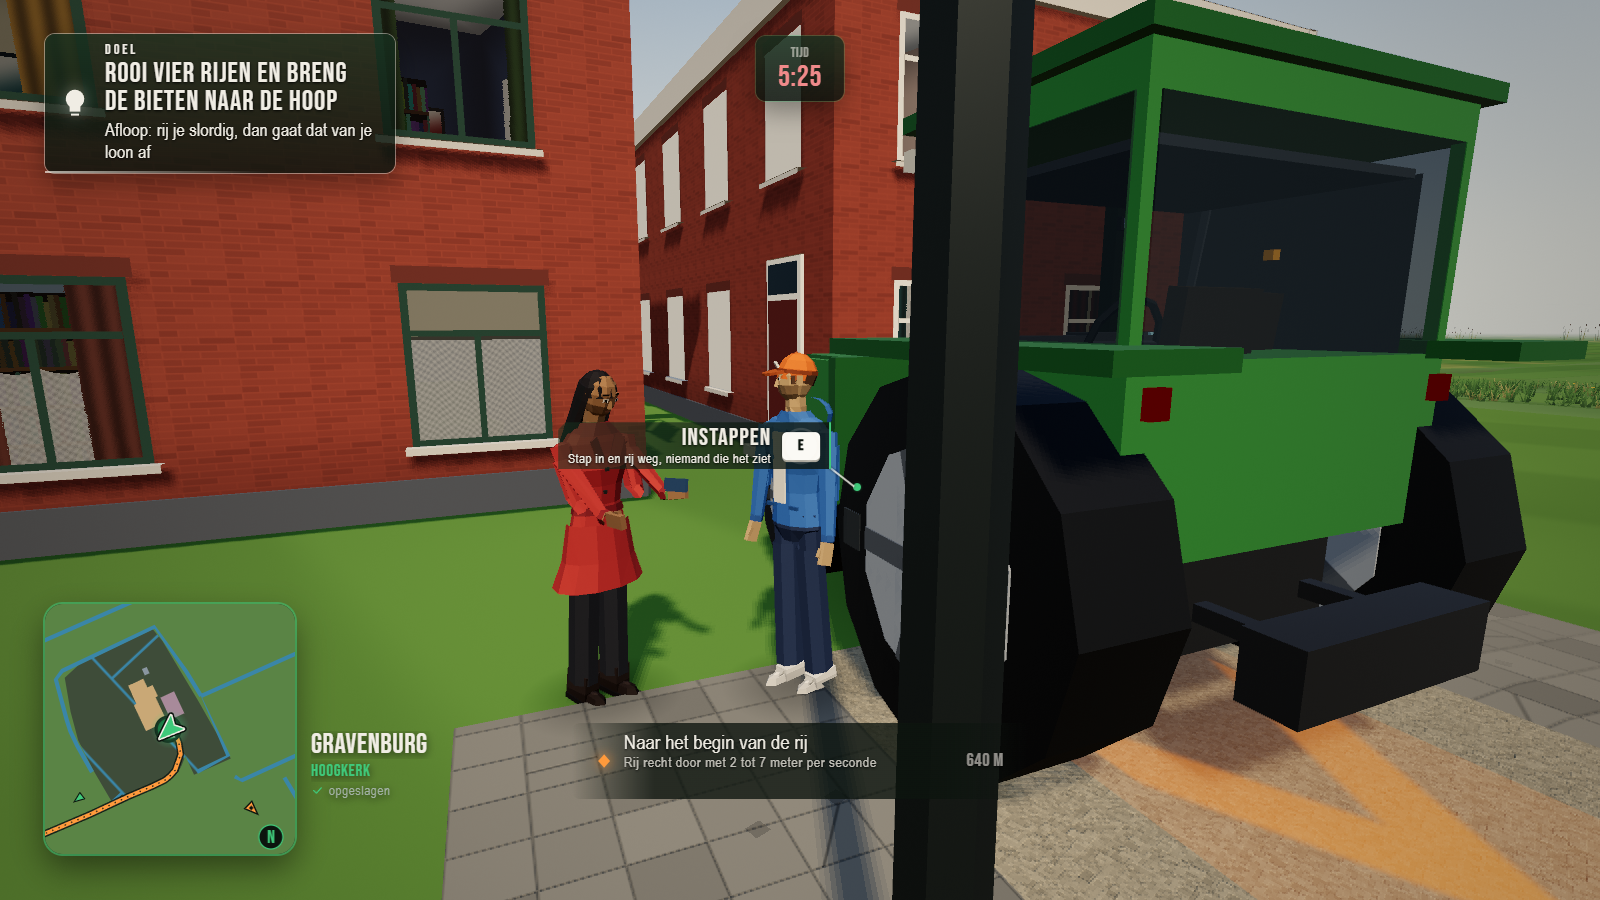 DOEL
ROOI VIER RIJEN EN BRENG
DE BIETEN NAAR DE HOOP
Afloop: rij je slordig, dan gaat dat van je
loon af
TIJD
5:25
INSTAPPEN
E
Stap in en rij weg, niemand die het ziet
GRAVENBURG
HOOGKERK
opgeslagen
N
Naar het begin van de rij
Rij recht door met 2 tot 7 meter per seconde
640 M